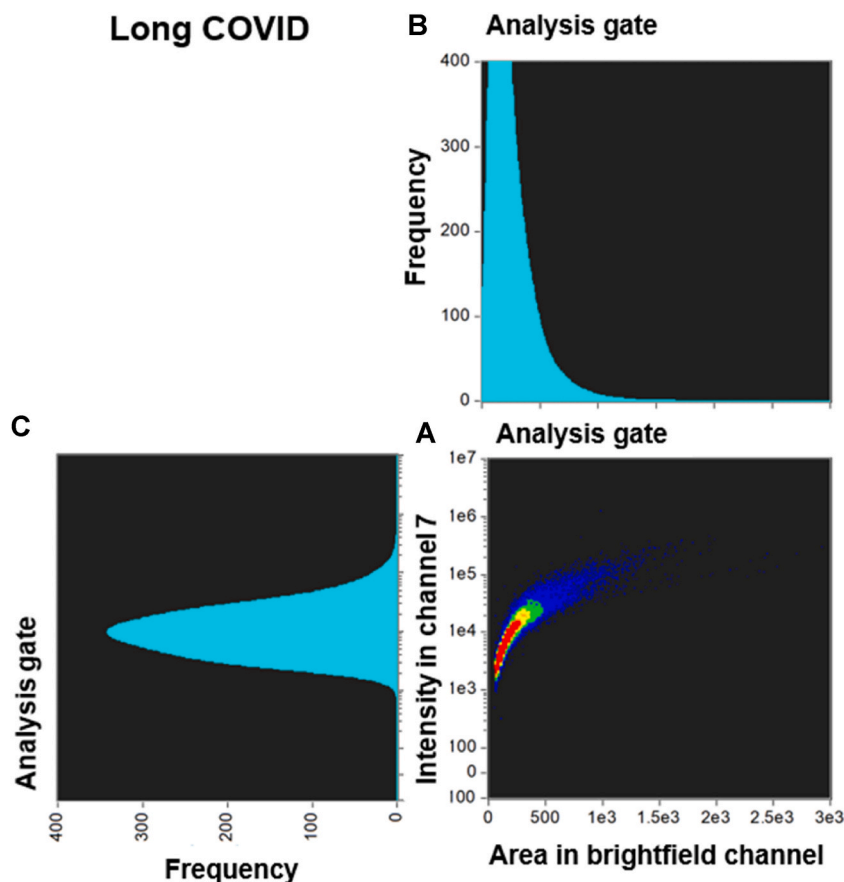 Long COVID
B Analysis gate
400
300
200
100
0
Frequency
C
Analysis gate
400
300
200
100
0
Frequency
A Analysis gate
1e7
1e6
1e5
1e4
1e3
100
0
100
Intensity in channel 7
0 500 1e3 1.5e3 2e3 2.5e3 3e3
Area in brightfield channel